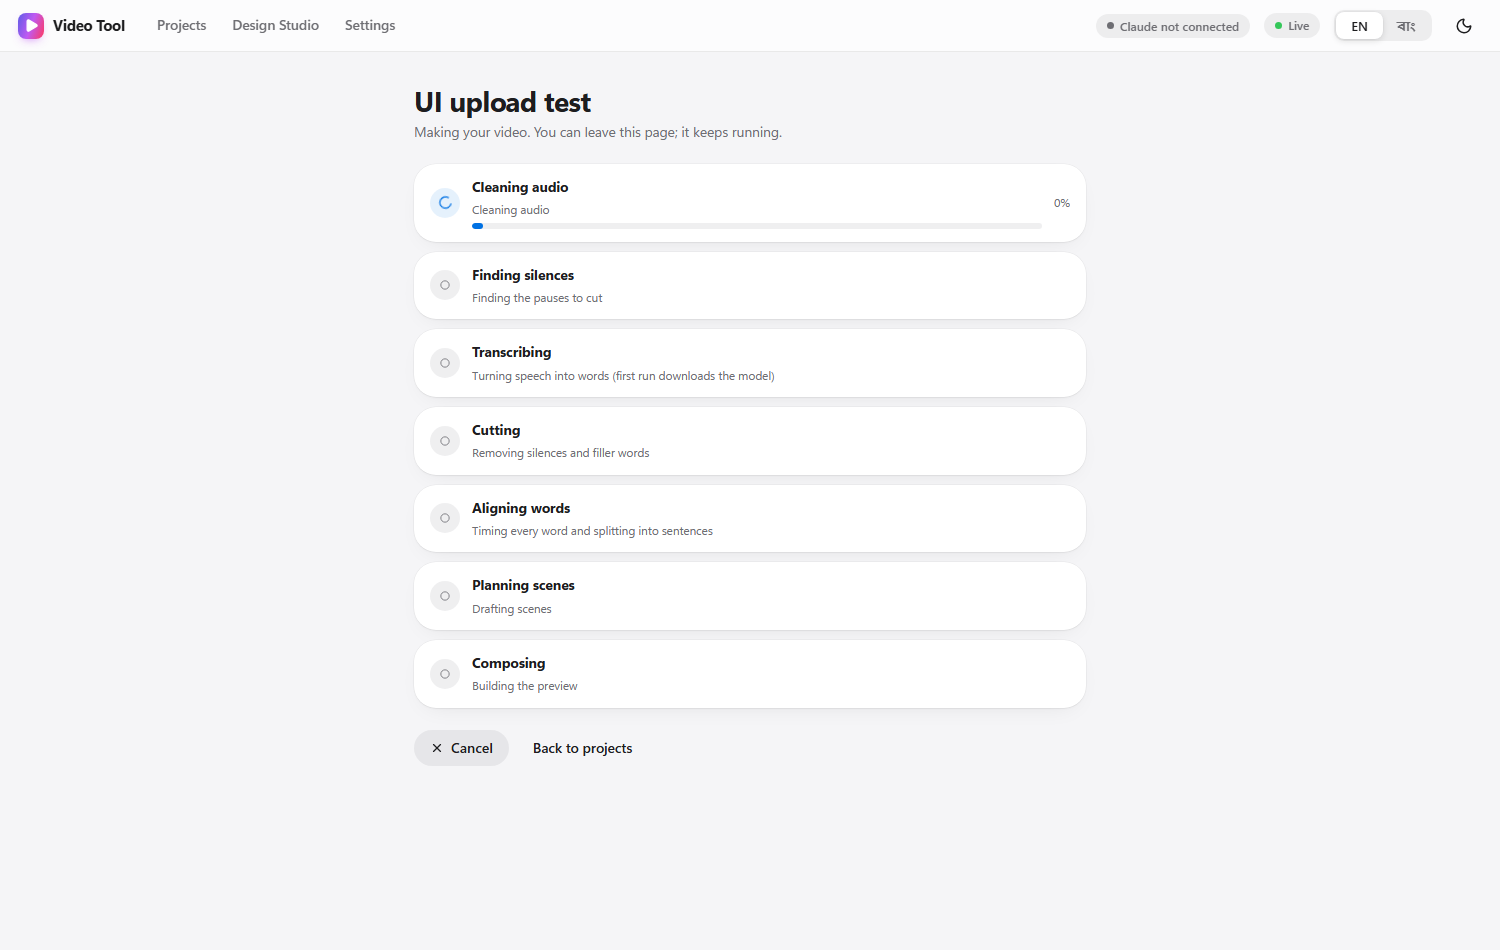 Video Tool
Projects
Design Studio
Settings
Claude not connected
Live
EN
বাং
UI upload test
Making your video. You can leave this page; it keeps running.
Cleaning audio
Cleaning audio
0%
Finding silences
Finding the pauses to cut
Transcribing
Turning speech into words (first run downloads the model)
Cutting
Removing silences and filler words
Aligning words
Timing every word and splitting into sentences
Planning scenes
Drafting scenes
Composing
Building the preview
Cancel
Back to projects